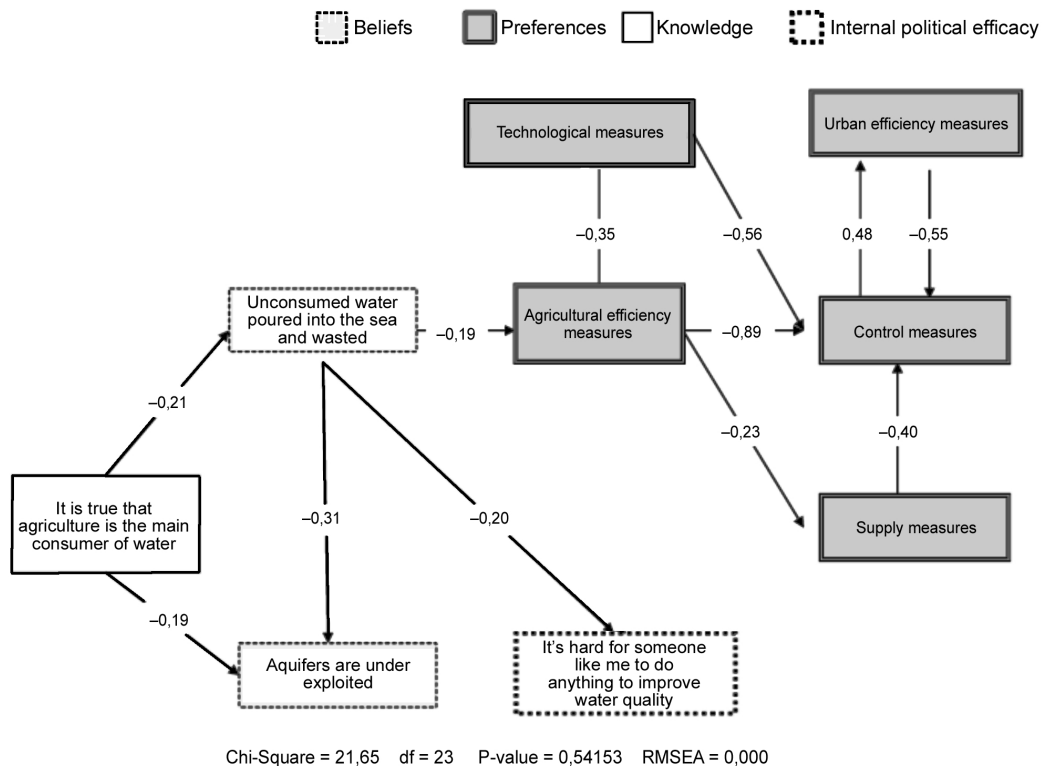 Beliefs
Preferences
Knowledge
Internal political efficacy
Technological measures
Urban efficiency measures
–0,35
–0,56
0,48
–0,55
Unconsumed water
poured into the sea
and wasted
–0,19
Agricultural efficiency
measures
–0,89
Control measures
–0,21
–0,23
–0,40
It is true that
agriculture is the main
consumer of water
–0,31
–0,20
Supply measures
–0,19
Aquifers are under
exploited
It's hard for someone
like me to do
anything to improve
water quality
Chi-Square = 21,65 df = 23 P-value = 0,54153 RMSEA = 0,000